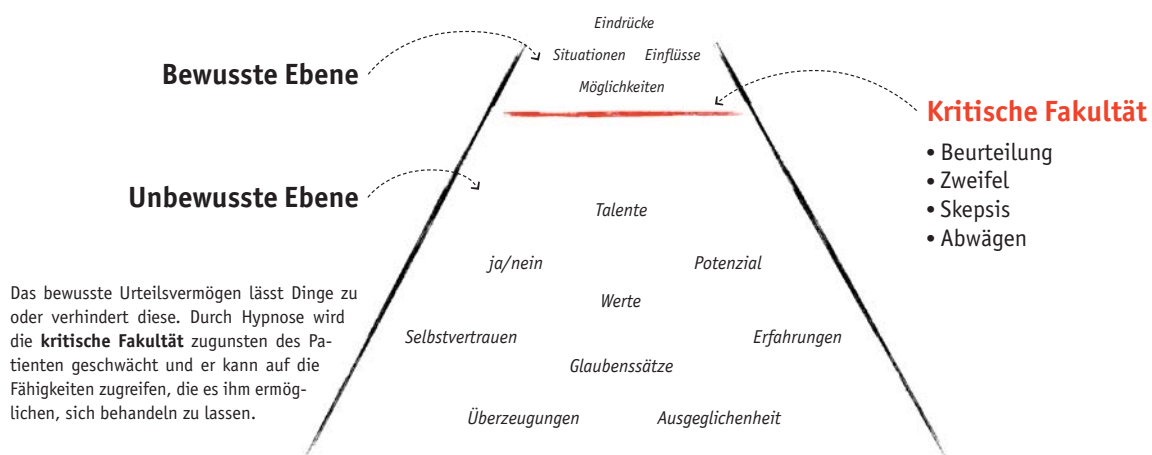 Eindrücke
Situationen Einflüsse
Möglichkeiten
Bewusste Ebene
Kritische Fakultät
• Beurteilung
• Zweifel
• Skepsis
• Abwägen
Unbewusste Ebene
Talente
ja/nein Potenzial
Werte
Selbstvertrauen Erfahrungen
Glaubenssätze
Überzeugungen Ausgeglichenheit
Das bewusste Urteilsvermögen lässt Dinge zu
oder verhindert diese. Durch Hypnose wird
die kritische Fakultät zugunsten des Pa-
tienten geschwächt und er kann auf die
Fähigkeiten zugreifen, die es ihm ermög-
lichen, sich behandeln zu lassen.